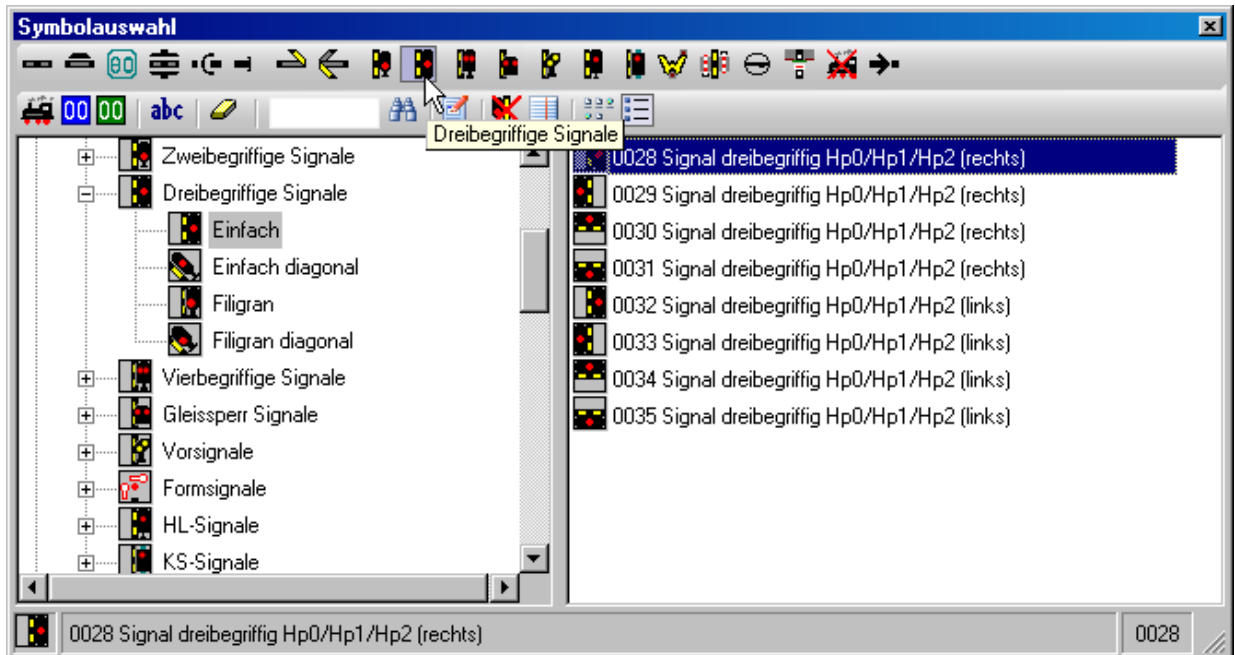 Symbolauswahl
80
00 00 abc
Dreibegriffige Signale
Zweibegriffige Signale
Dreibegriffige Signale
Einfach
Einfach diagonal
Filigran
Filigran diagonal
Vierbegriffige Signale
Gleissperr Signale
Vorsignale
Formsignale
HL-Signale
KS-Signale
0028 Signal dreibegriffig Hp0/Hp1/Hp2 (rechts)
0029 Signal dreibegriffig Hp0/Hp1/Hp2 (rechts)
0030 Signal dreibegriffig Hp0/Hp1/Hp2 (rechts)
0031 Signal dreibegriffig Hp0/Hp1/Hp2 (rechts)
0032 Signal dreibegriffig Hp0/Hp1/Hp2 (links)
0033 Signal dreibegriffig Hp0/Hp1/Hp2 (links)
0034 Signal dreibegriffig Hp0/Hp1/Hp2 (links)
0035 Signal dreibegriffig Hp0/Hp1/Hp2 (links)
0028 Signal dreibegriffig Hp0/Hp1/Hp2 (rechts)
0028